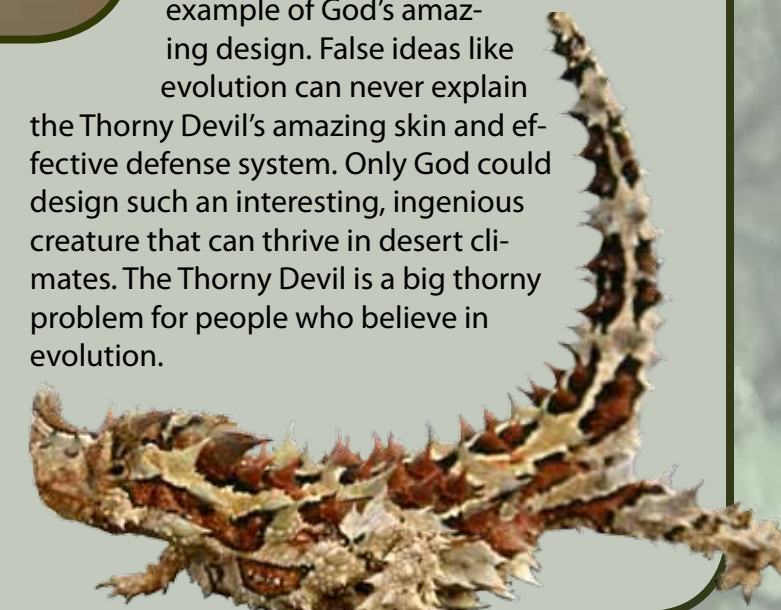 example of God's amaz-
ing design. False ideas like
evolution can never explain
the Thorny Devil's amazing skin and ef-
fective defense system. Only God could
design such an interesting, ingenious
creature that can thrive in desert cli-
mates. The Thorny Devil is a big thorny
problem for people who believe in
evolution.